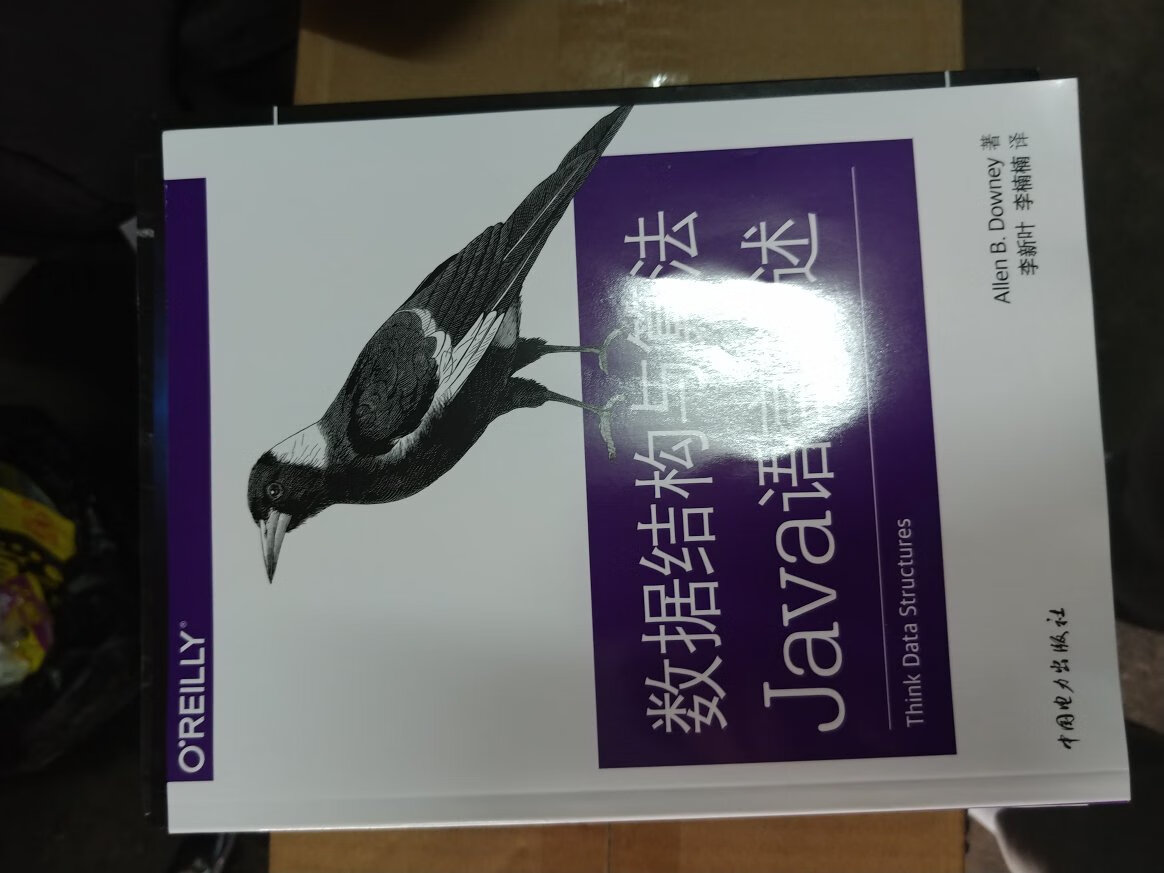 O'REILLY®
数据结构与算法
Java语言 述
Think Data Structures
Allen B. Downey 著
李新叶 李楠楠 译
中国电力出版社